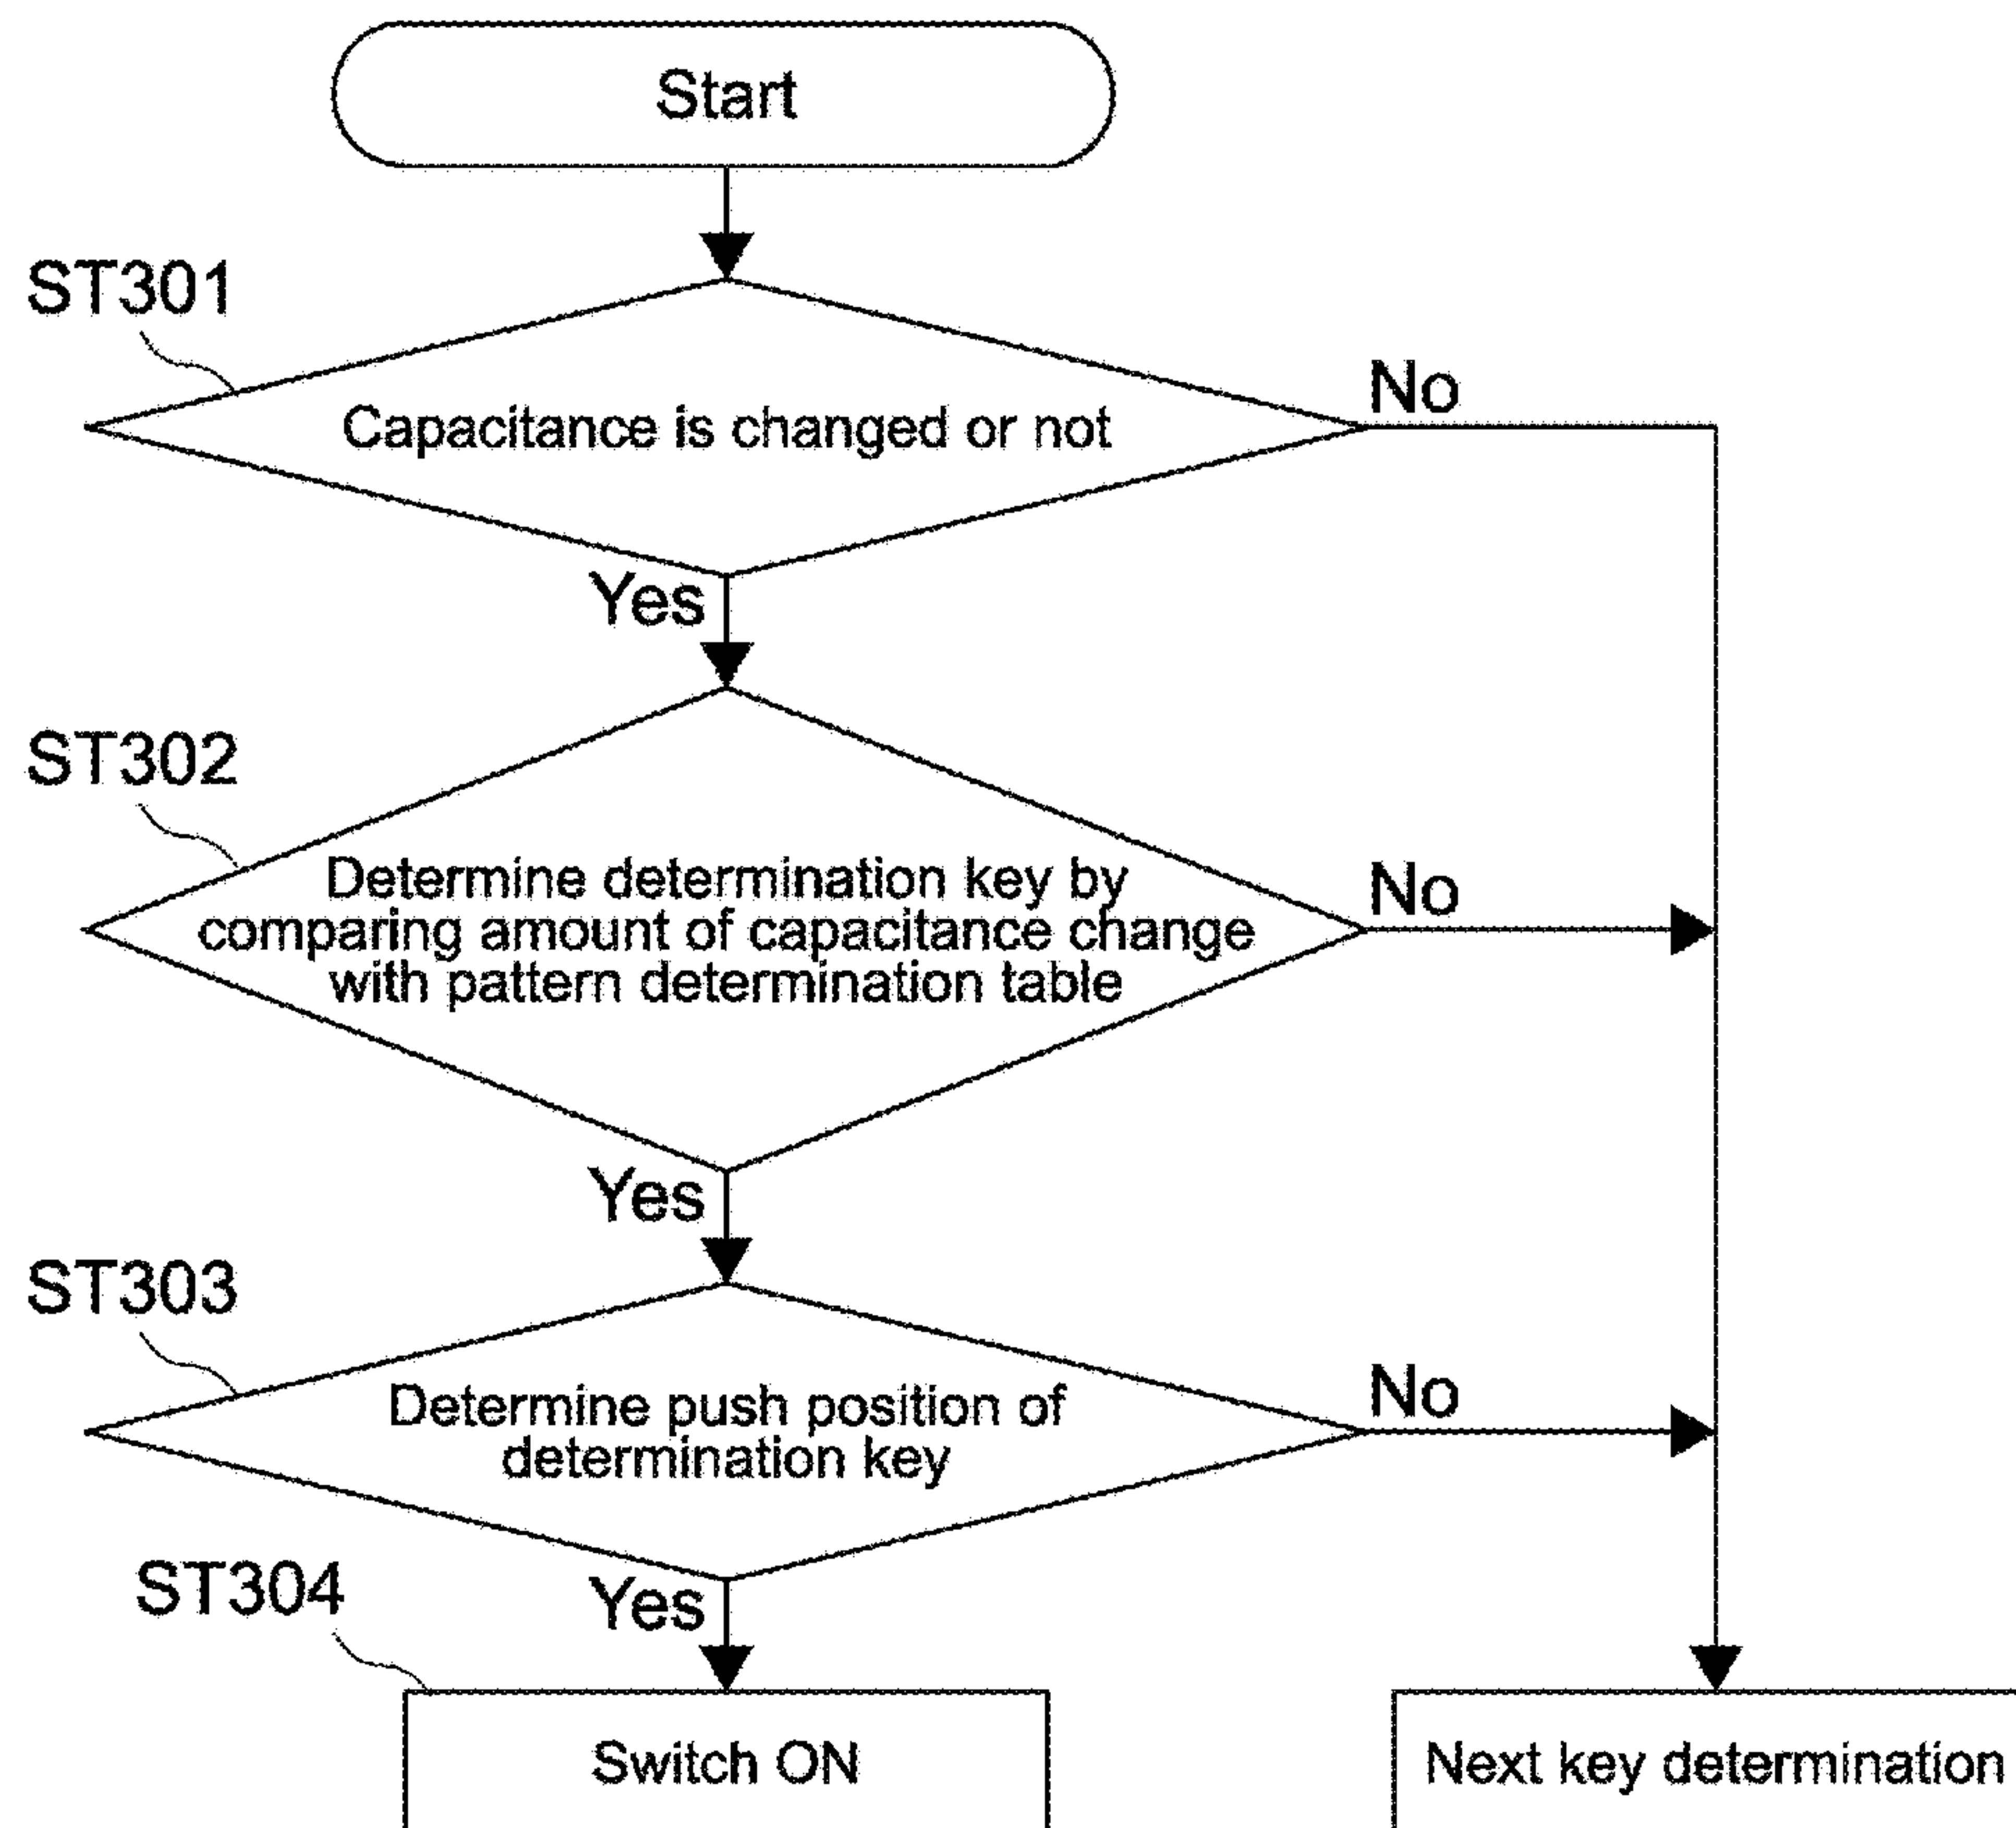 Start
ST301
Capacitance is changed or not
No
Yes
ST302
Determine determination key by
comparing amount of capacitance change
with pattern determination table
No
Yes
ST303
Determine push position of
determination key
No
Yes
ST304
Switch ON
Next key determination